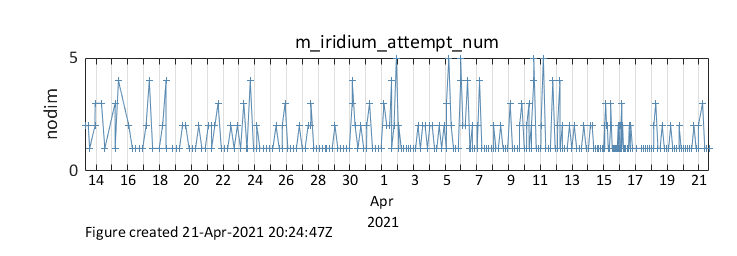 m_iridium_attempt_num
5
nodim
0
14 16 18 20 22 24 26 28 30 1 3 5 7 9 11 13 15 17 19 21
Apr
2021
Figure created 21-Apr-2021 20:24:47Z